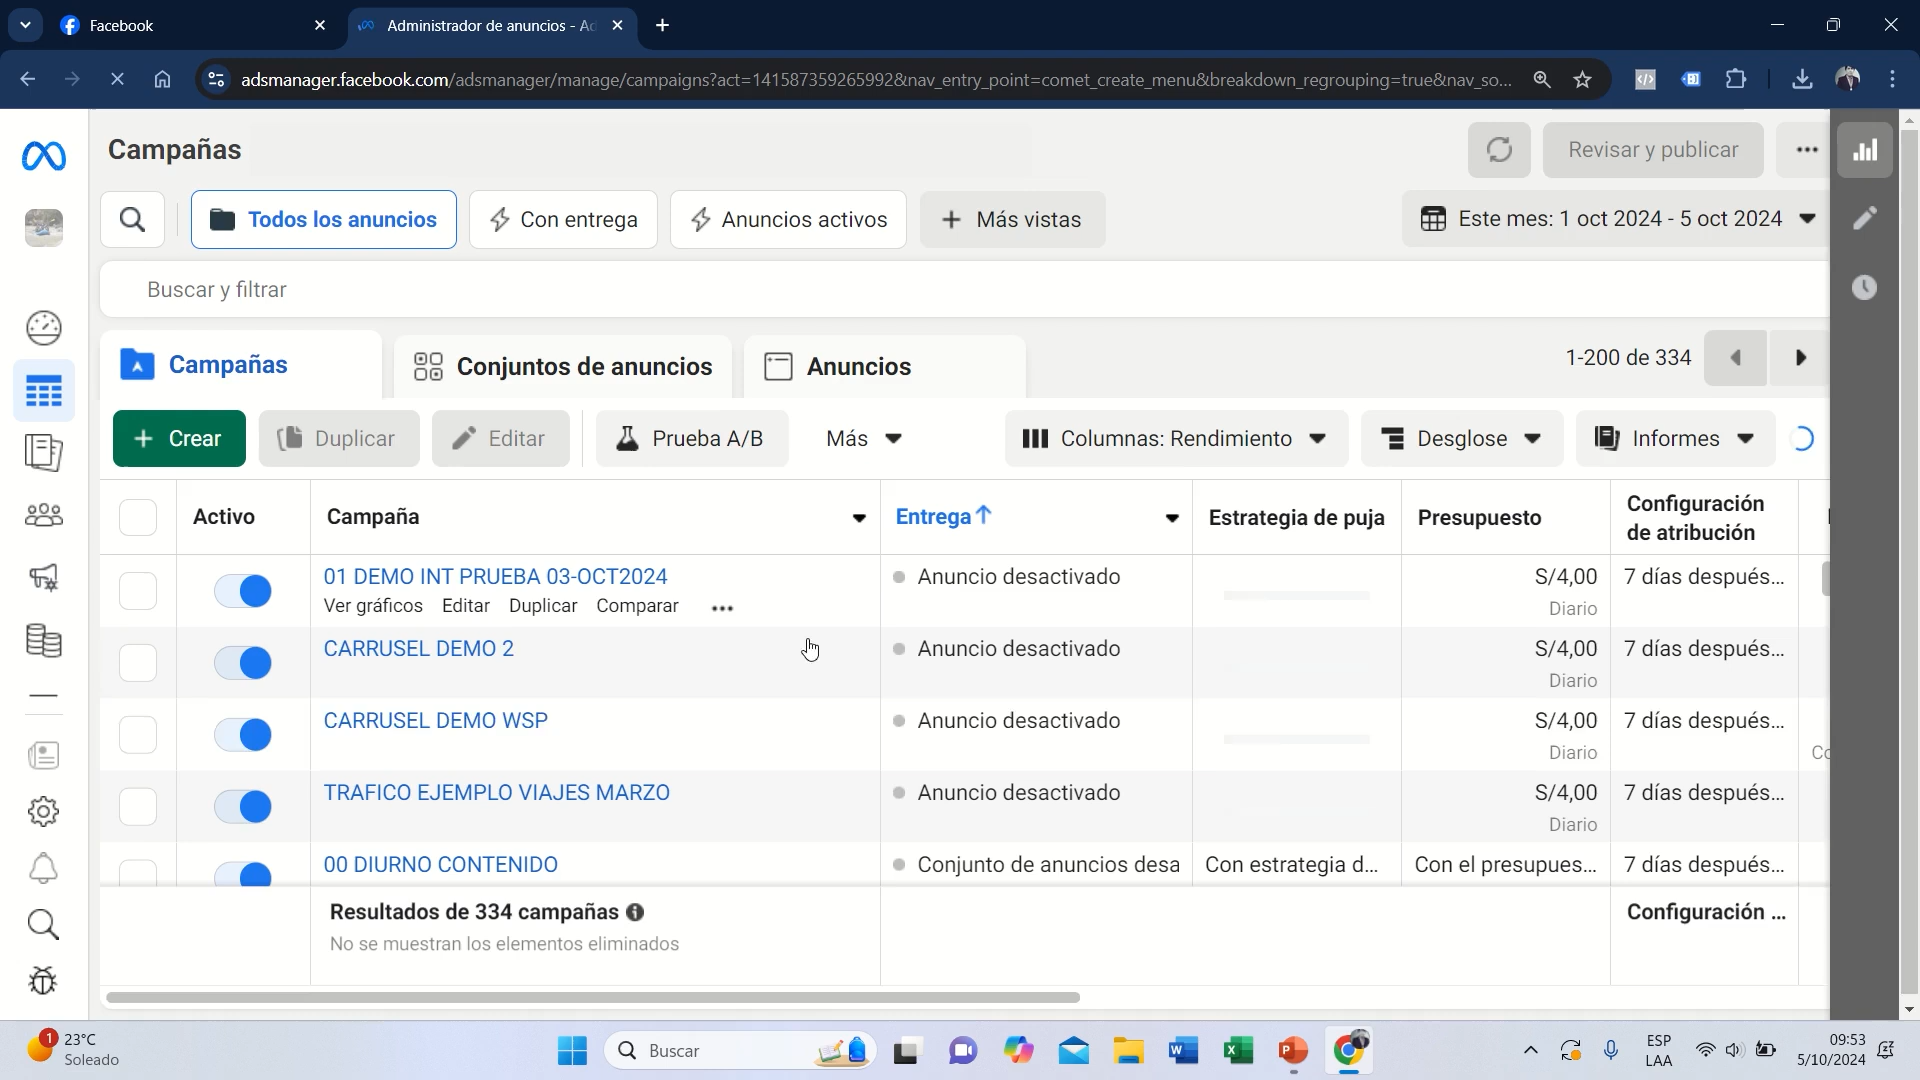 Facebook
Administrador de anuncios - Ad
adsmanager.facebook.com/adsmanager/manage/campaigns?act=141587359265992&nav_entry_point=comet_create_menu&breakdown_regrouping=true&nav_so...
Campañas
Revisar y publicar
Todos los anuncios
Con entrega
Anuncios activos
+ Más vistas
Este mes: 1 oct 2024 - 5 oct 2024
Buscar y filtrar
Campañas
Conjuntos de anuncios
Anuncios
1-200 de 334
+ Crear
Duplicar
Editar
Prueba A/B
Más
Columnas: Rendimiento
Desglose
Informes
Activo
Campaña
Entrega↑
Estrategia de puja
Presupuesto
Configuración
de atribución
01 DEMO INT PRUEBA 03-OCT2024
Anuncio desactivado
S/4,00
7 días después...
Ver gráficos Editar Duplicar Comparar ...
Diario
CARRUSEL DEMO 2
Anuncio desactivado
S/4,00
7 días después...
Diario
CARRUSEL DEMO WSP
Anuncio desactivado
S/4,00
7 días después...
Diario
Co
TRAFICO EJEMPLO VIAJES MARZO
Anuncio desactivado
S/4,00
7 días después...
Diario
00 DIURNO CONTENIDO
Conjunto de anuncios desa
Con estrategia d...
Con el presupues...
7 días después...
Resultados de 334 campañas
Configuración ...
No se muestran los elementos eliminados
1
23°C
Soleado
Buscar
ESP
LAA
09:53
5/10/2024